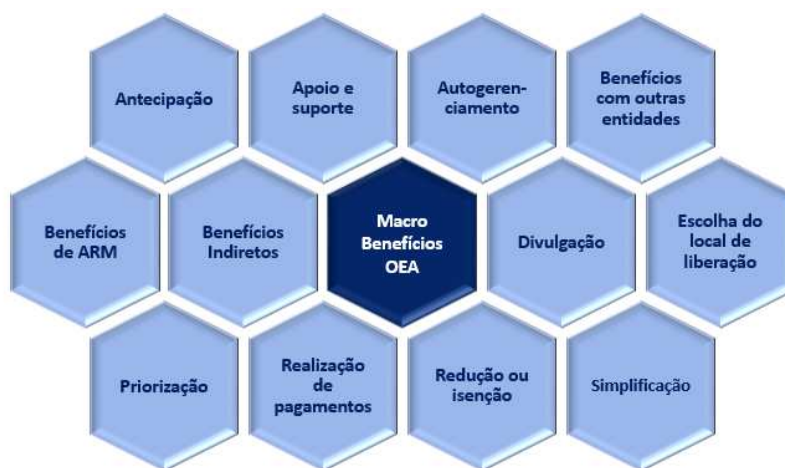 Antecipação
Apoio e
suporte
Autogeren-
ciamento
Benefícios
com outras
entidades
Benefícios
de ARM
Benefícios
Indiretos
Macro
Benefícios
OEA
Divulgação
Escolha do
local de
liberação
Priorização
Realização
de
pagamentos
Redução ou
isenção
Simplificação